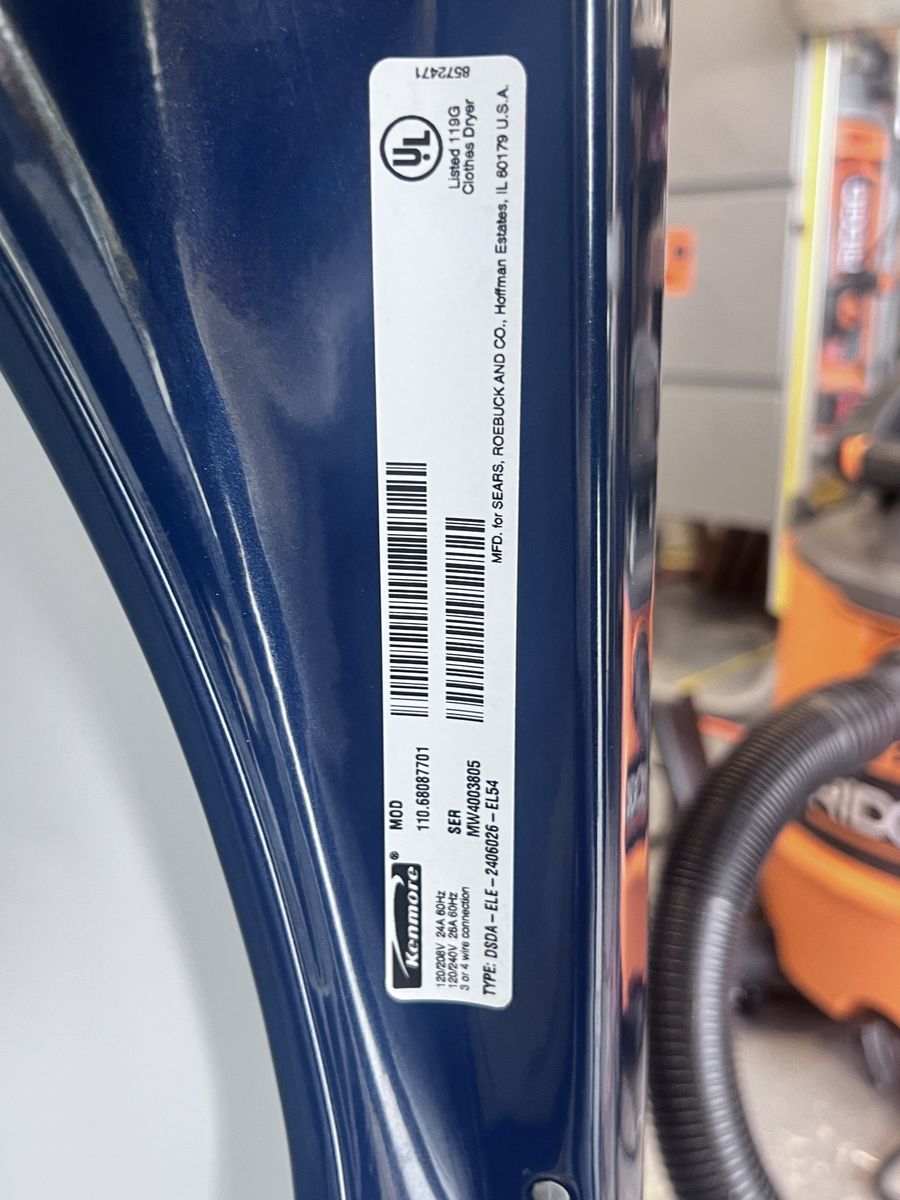 Kenmore®
MOD
110.68087701
SER
MW4003805
120/208V 24A 60Hz
120/240V 26A 60Hz
3 or 4 wire connection
TYPE: DSDA-ELE-2406026-EL54
UL
Listed 119G
Clothes Dryer
MFD. for SEARS, ROEBUCK AND CO., Hoffman Estates, IL 60179 U.S.A.
8572471